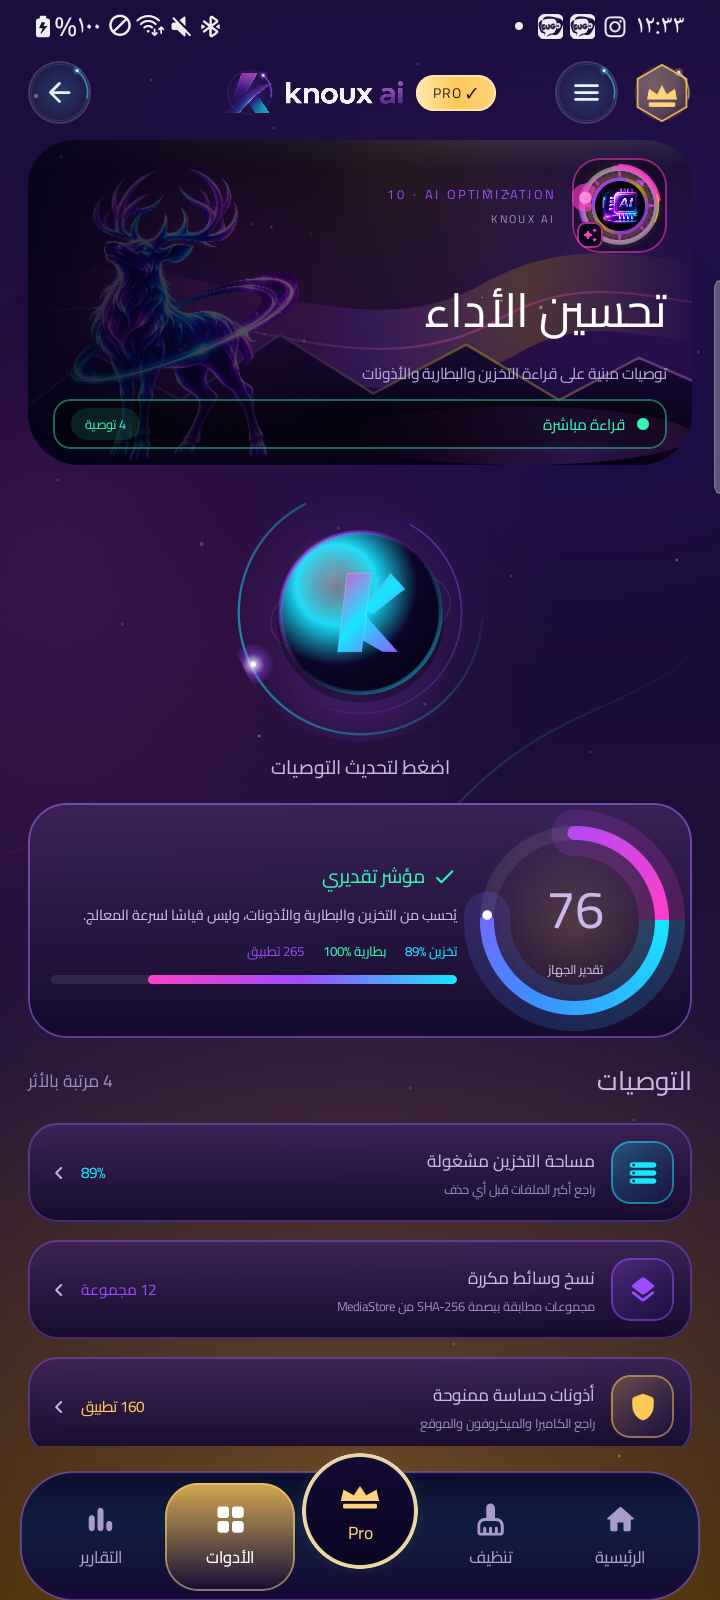 ١٢:٣٣
%١٠٠
knoux ai
PRO ✓
10 · AI OPTIMIZATION
KNOUX AI
AI
تحسين الأداء
توصيات مبنية على قراءة التخزين والبطارية والأذونات
قراءة مباشرة
4 توصية
K
اضغط لتحديث التوصيات
76
تقدير الجهاز
مؤشر تقديري
يُحسب من التخزين والبطارية والأذونات، وليس قياسًا لسرعة المعالج.
تخزين 89% بطارية 100% 265 تطبيق
التوصيات
4 مرتبة بالأثر
مساحة التخزين مشغولة
راجع أكبر الملفات قبل أي حذف
89%
نسخ وسائط مكررة
مجموعات مطابقة ببصمة SHA-256 من MediaStore
12 مجموعة
أذونات حساسة ممنوحة
راجع الكاميرا والميكروفون والموقع
160 تطبيق
الرئيسية
تنظيف
Pro
الأدوات
التقارير